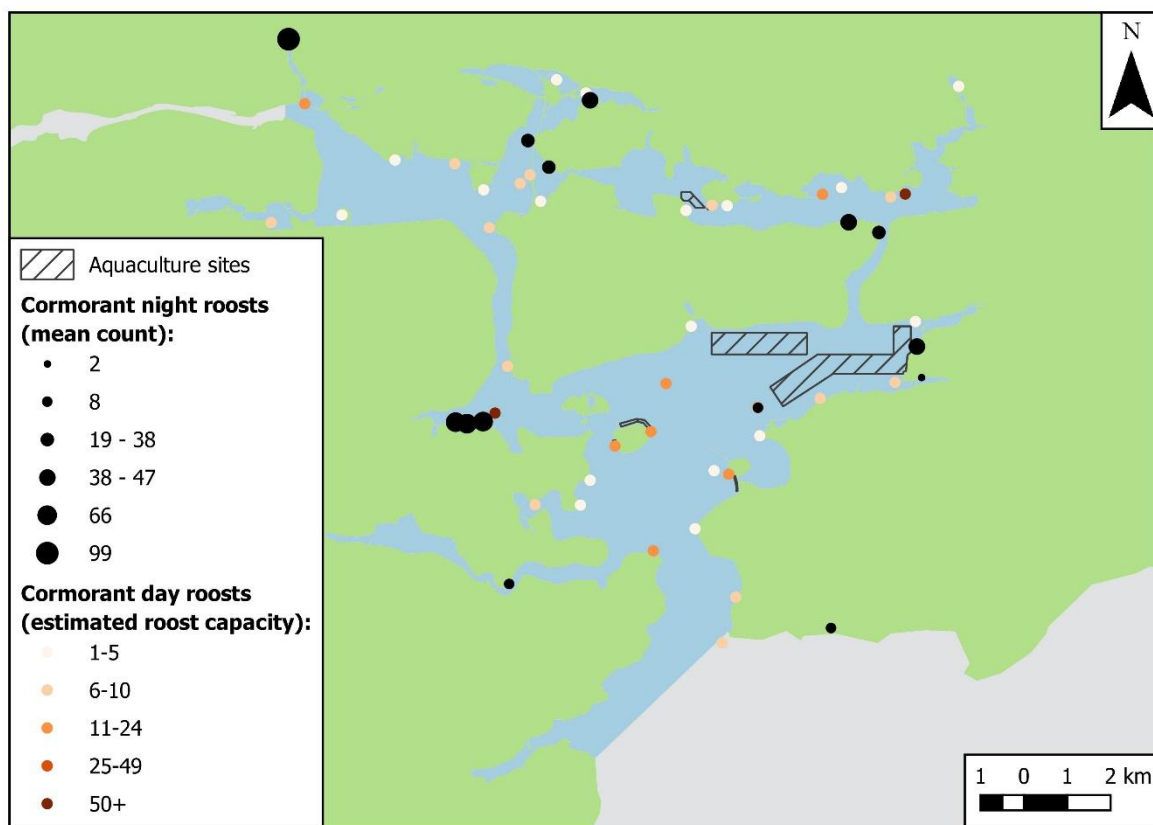 N
Aquaculture sites
Cormorant night roosts
(mean count):
2
8
19 - 38
38 - 47
66
99
Cormorant day roosts
(estimated roost capacity):
1-5
6-10
11-24
25-49
50+
1 0 1 2 km